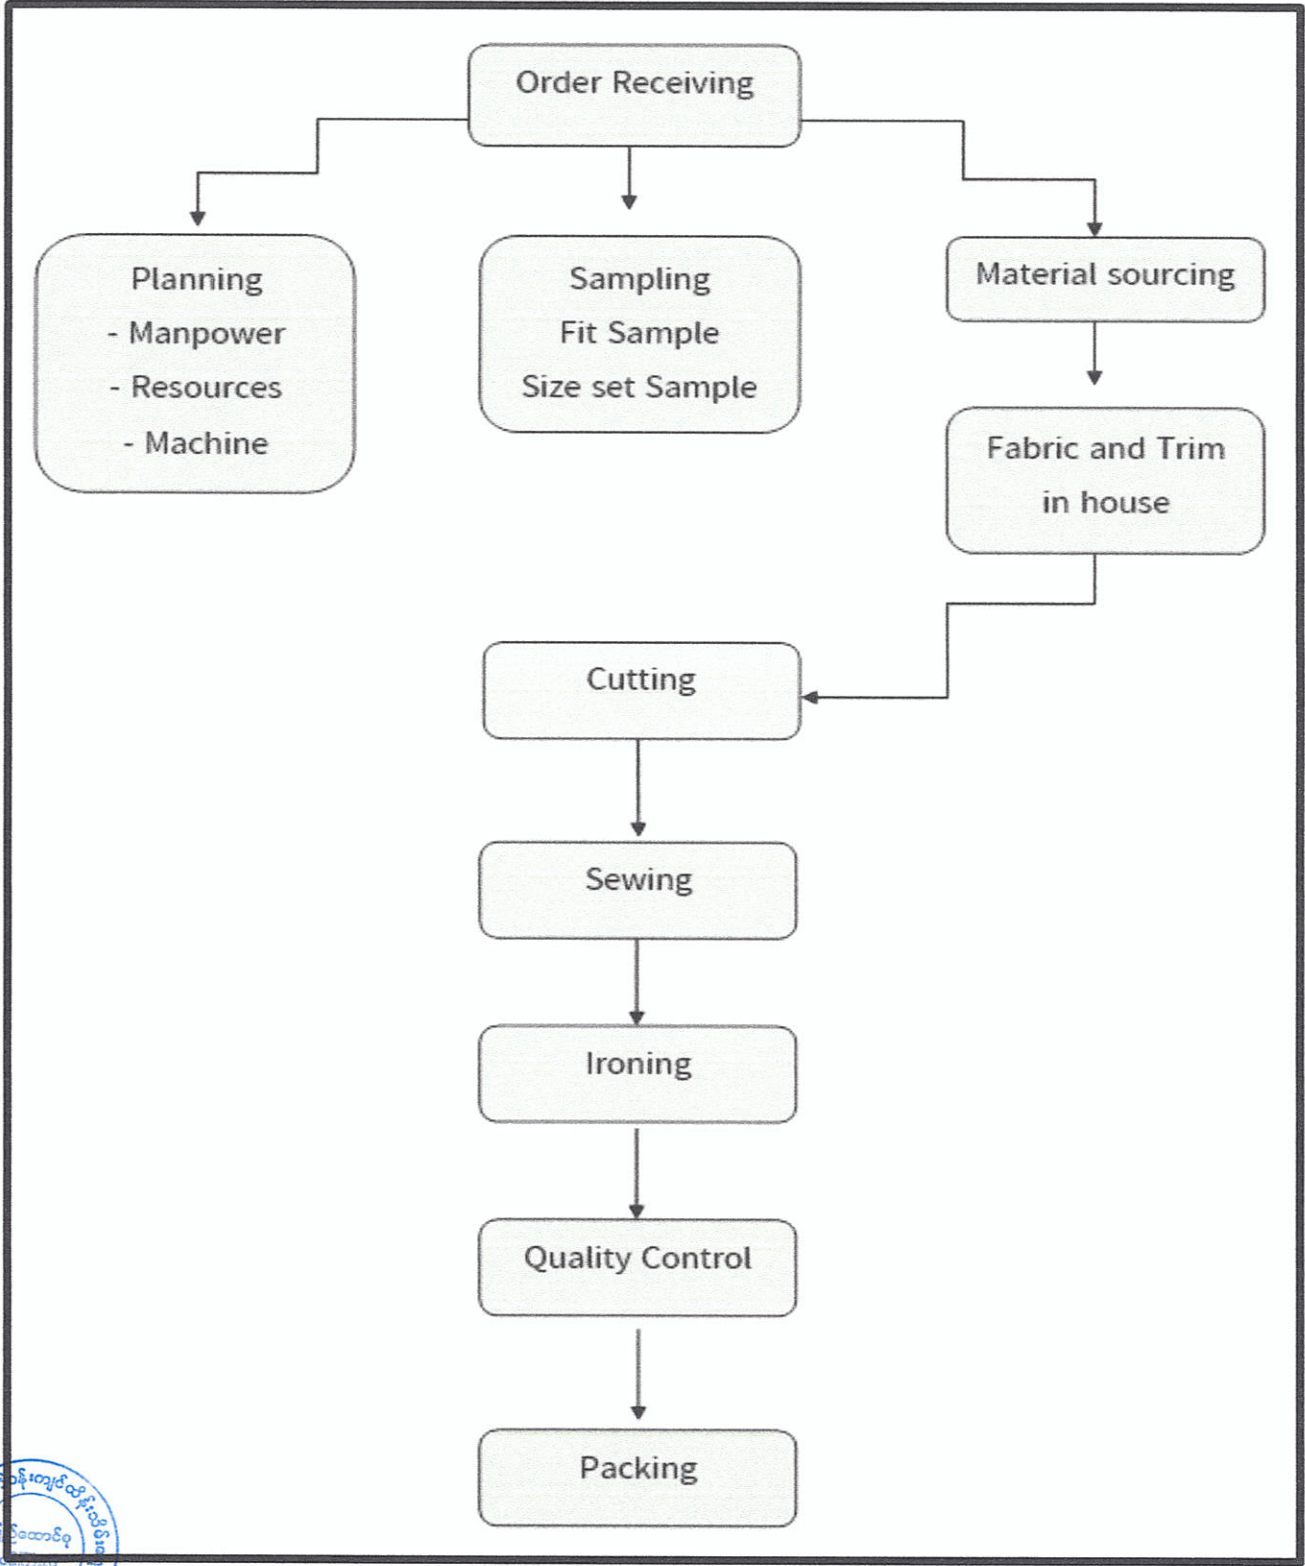 Order Receiving
Planning
- Manpower
- Resources
- Machine
Sampling
Fit Sample
Size set Sample
Material sourcing
Fabric and Trim
in house
Cutting
Sewing
Ironing
Quality Control
Packing